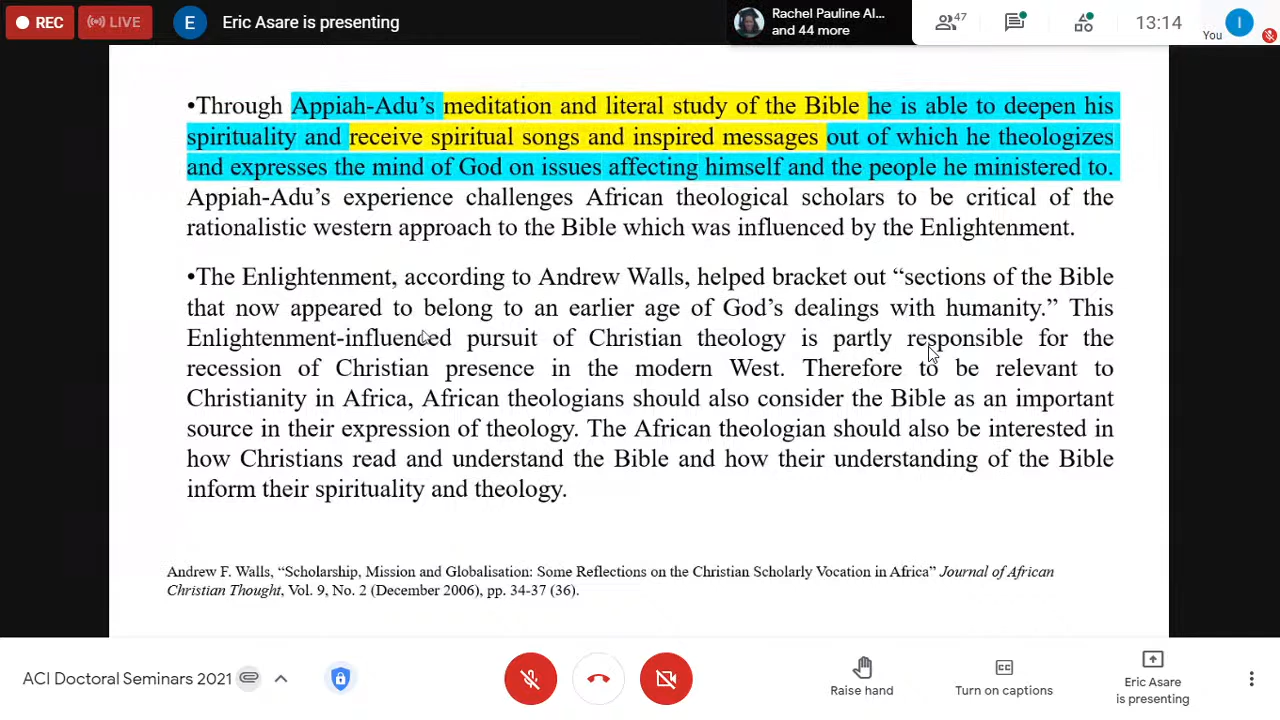 REC
LIVE
E
Eric Asare is presenting
Rachel Pauline Al...
and 44 more
47
13:14
You
I
•Through Appiah-Adu’s meditation and literal study of the Bible he is able to deepen his
spirituality and receive spiritual songs and inspired messages out of which he theologizes
and expresses the mind of God on issues affecting himself and the people he ministered to.
Appiah-Adu’s experience challenges African theological scholars to be critical of the
rationalistic western approach to the Bible which was influenced by the Enlightenment.
•The Enlightenment, according to Andrew Walls, helped bracket out “sections of the Bible
that now appeared to belong to an earlier age of God’s dealings with humanity.” This
Enlightenment-influenced pursuit of Christian theology is partly responsible for the
recession of Christian presence in the modern West. Therefore to be relevant to
Christianity in Africa, African theologians should also consider the Bible as an important
source in their expression of theology. The African theologian should also be interested in
how Christians read and understand the Bible and how their understanding of the Bible
inform their spirituality and theology.
Andrew F. Walls, “Scholarship, Mission and Globalisation: Some Reflections on the Christian Scholarly Vocation in Africa” Journal of African
Christian Thought, Vol. 9, No. 2 (December 2006), pp. 34-37 (36).
ACI Doctoral Seminars 2021
Raise hand
Turn on captions
Eric Asare
is presenting